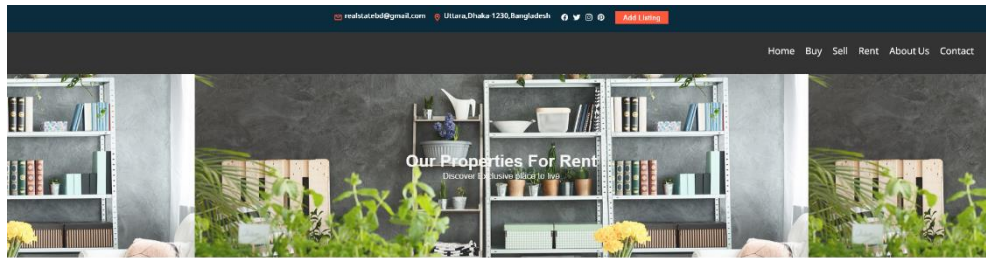 realstatebd@gmail.com Uttara,Dhaka-1230,Bangladesh Add Listing
Home Buy Sell Rent About Us Contact
Our Properties For Rent
Discover Exclusive place to live